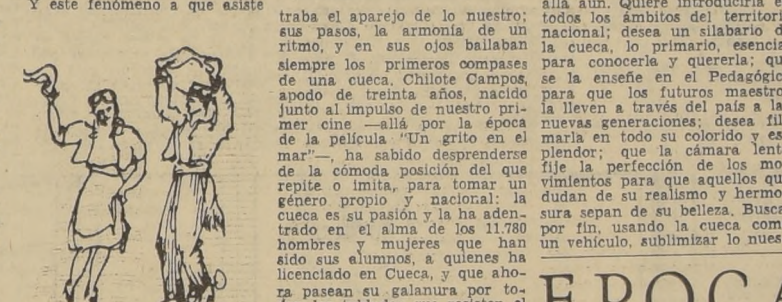 Y este fenómeno a que asiste
traba el aparejo de lo nuestro;
sus pasos, la armonía de un
ritmo, y en sus ojos bailaban
siempre los primeros compases
de una cueca. Chilote Campos,
apodo de treinta años, nacido
junto al impulso de nuestro pri-
mer cine —allá por la época
de la película "Un grito en el
mar"—, ha sabido desprenderse
de la cómoda posición del que
repite o imita, para tomar un
género propio y nacional: la
cueca es su pasión y la ha aden-
trado en el alma de los 11.780
hombres y mujeres que han
sido sus alumnos, a quienes ha
licenciado en Cueca, y que aho-
ra pasean su galanura por to-
allá aún. Quiere introducirla e
todos los ámbitos del territori
nacional; desea un silabario d
la cueca, lo primario, esencia
para conocerla y quererla; qu
se la enseñe en el Pedagógic
para que los futuros maestro
la lleven a través del país a la
nuevas generaciones; desea fil
marla en todo su colorido y es
plendor; que la cámara lent
fije la perfección de los mo
vimientos para que aquellos qu
dudan de su realismo y hermo
sura sepan de su belleza. Busca
por fin, usando la cueca com
un vehículo, sublimizar lo nues
EPOCA